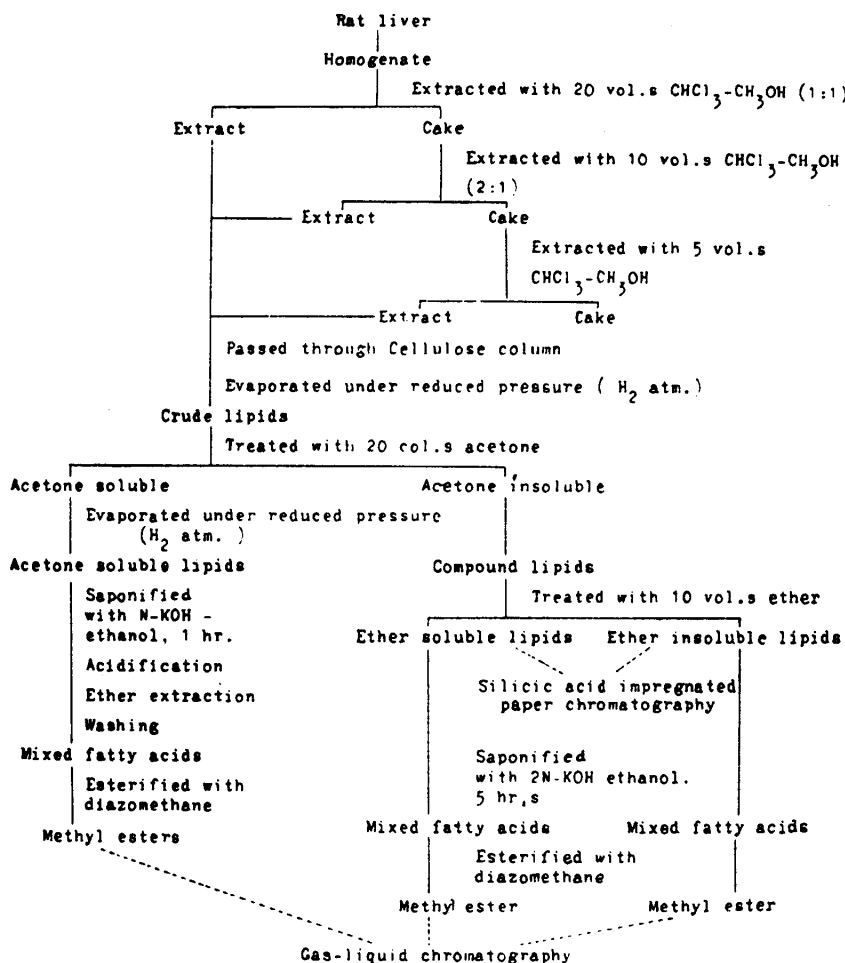 Rat liver
Homogenate
Extracted with 20 vol.s CHCl3-CH3OH (1:1)
Extract Cake
Extracted with 10 vol.s CHCl3-CH3OH
(2:1)
Extract Cake
Extracted with 5 vol.s
CHCl3-CH3OH
Extract Cake
Passed through Cellulose column
Evaporated under reduced pressure ( H2 atm.)
Crude lipids
Treated with 20 col.s acetone
Acetone soluble Acetone insoluble
Evaporated under reduced pressure
(H2 atm. )
Acetone soluble lipids Compound lipids
Saponified
with N-KOH -
ethanol, 1 hr.
Acidification
Ether extraction
Washing
Mixed fatty acids
Esterified with
diazomethane
Methyl esters
Treated with 10 vol.s ether
Ether soluble lipids Ether insoluble lipids
Silicic acid impregnated
paper chromatography
Saponified
with 2N-KOH ethanol.
5 hr,s
Mixed fatty acids Mixed fatty acids
Esterified with
diazomethane
Methyl ester Methyl ester
Gas-liquid chromatography